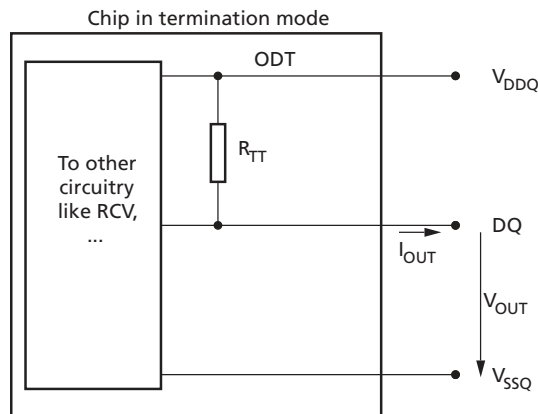 Chip in termination mode
ODT
V_DDQ
R_TT
To other
circuitry
like RCV,
...
DQ
I_OUT
V_OUT
V_SSQ